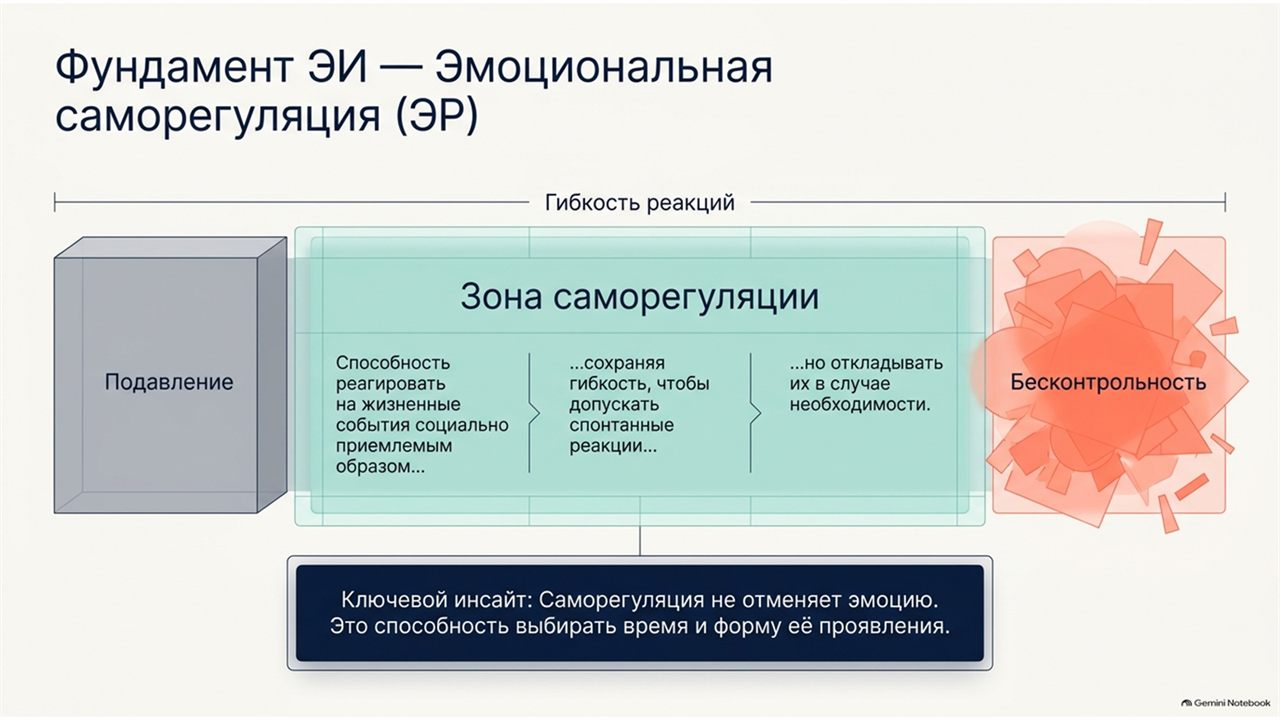 Фундамент ЭИ — Эмоциональная
саморегуляция (ЭР)
Гибкость реакций
Подавление
Зона саморегуляции
Способность
реагировать
на жизненные
события социально
приемлемым
образом...
...сохраняя
гибкость, чтобы
допускать
спонтанные
реакции...
...но откладывать
их в случае
необходимости.
Бесконтрольность
Ключевой инсайт: Саморегуляция не отменяет эмоцию.
Это способность выбирать время и форму её проявления.
Gemini Notebook